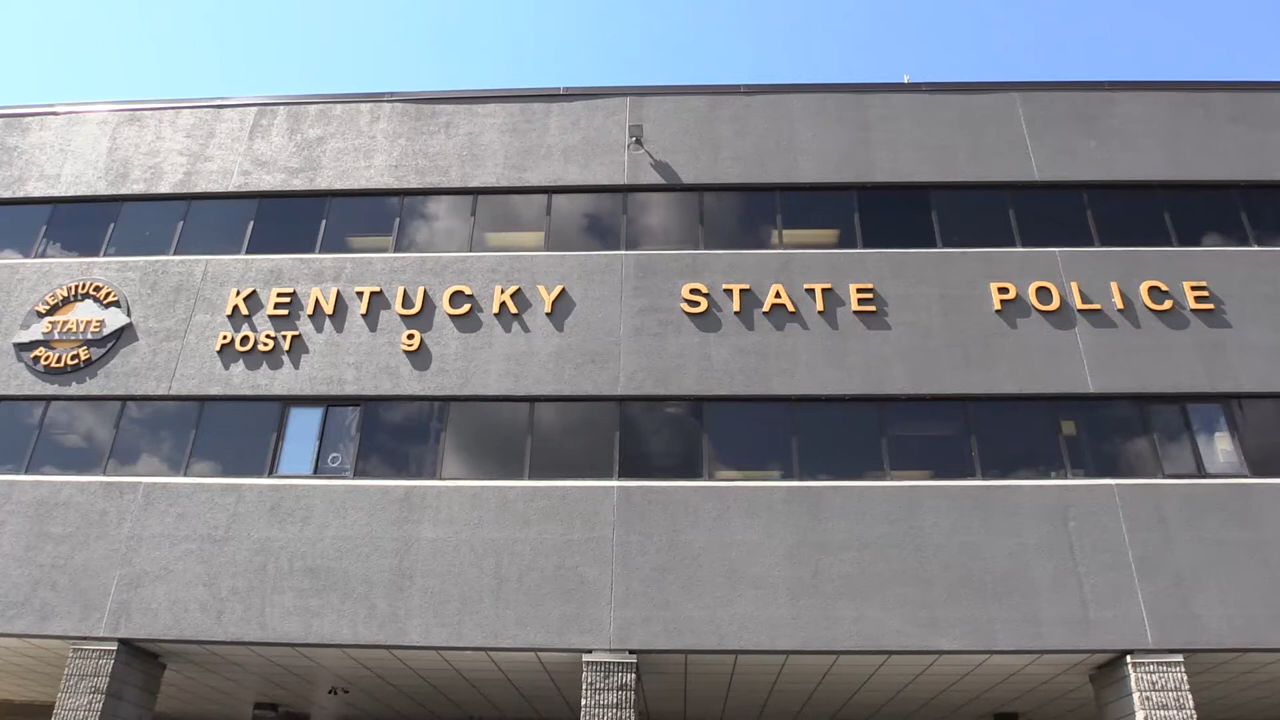 KENTUCKY STATE POLICE
POST 9
KENTUCKY
STATE
POLICE